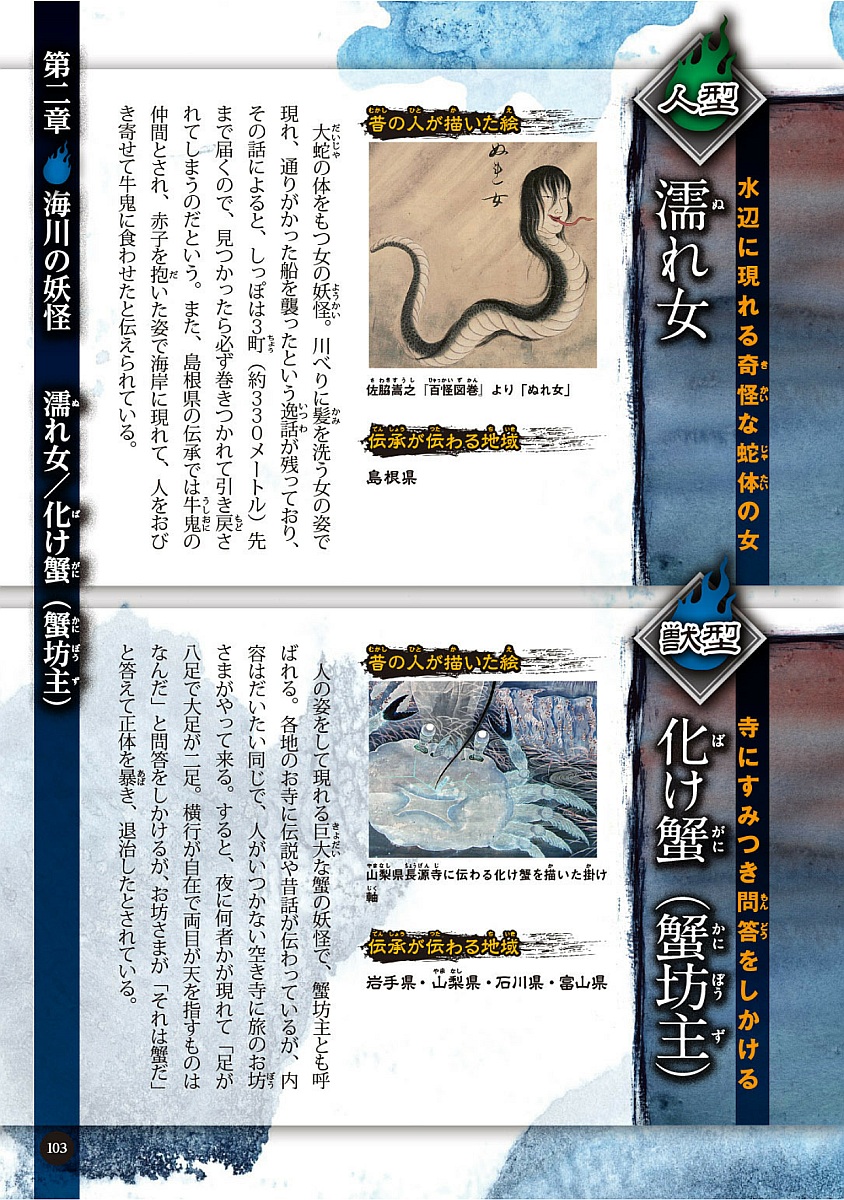 人型
水辺に現れる奇怪な蛇体の女
濡れ女
昔の人が描いた絵
ぬれ女
佐脇嵩之『百怪図巻』より「ぬれ女」
伝承が伝わる地域
島根県
大蛇の体をもつ女の妖怪。川べりに髪を洗う女の姿で
現れ、通りがかった船を襲ったという逸話が残っており、
その話によると、しっぽは3町（約330メートル）先
まで届くので、見つかったら必ず巻きつかれて引き戻さ
れてしまうのだという。また、島根県の伝承では牛鬼の
仲間とされ、赤子を抱いた姿で海岸に現れて、人をおび
き寄せて牛鬼に食わせたと伝えられている。
獣型
寺にすみつき問答をしかける
化け蟹（蟹坊主）
昔の人が描いた絵
山梨県長源寺に伝わる化け蟹を描いた掛け
軸
伝承が伝わる地域
岩手県・山梨県・石川県・富山県
人の姿をして現れる巨大な蟹の妖怪で、蟹坊主とも呼
ばれる。各地のお寺に伝説や昔話が伝わっているが、内
容はだいたい同じで、人がいつかない空き寺に旅のお坊
さまがやって来る。すると、夜に何者かが現れて「足が
八足で大足が二足。横行が自在で両目が天を指すものは
なんだ」と問答をしかけるが、お坊さまが「それは蟹だ」
と答えて正体を暴き、退治したとされている。
第二章 海川の妖怪 濡れ女／化け蟹（蟹坊主）
103